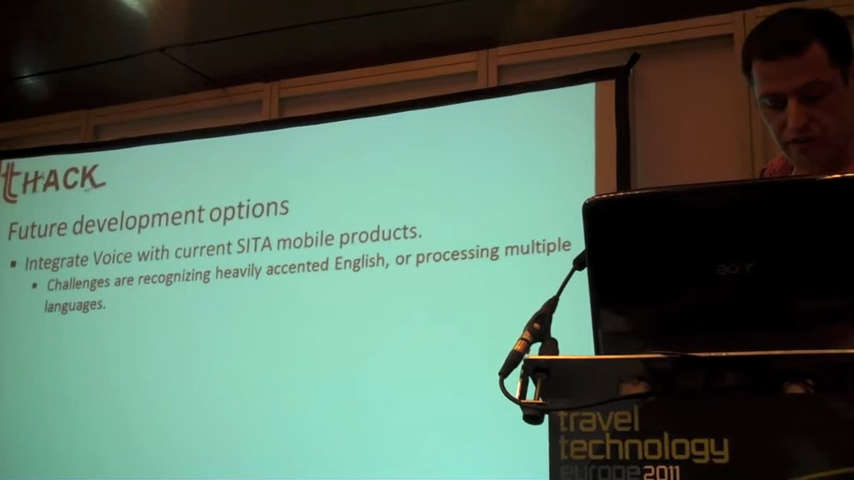 tHACK
Future development options
▪ Integrate Voice with current SITA mobile products.
▪ Challenges are recognizing heavily accented English, or processing multiple
languages.
acer
travel
technology
europe 2011